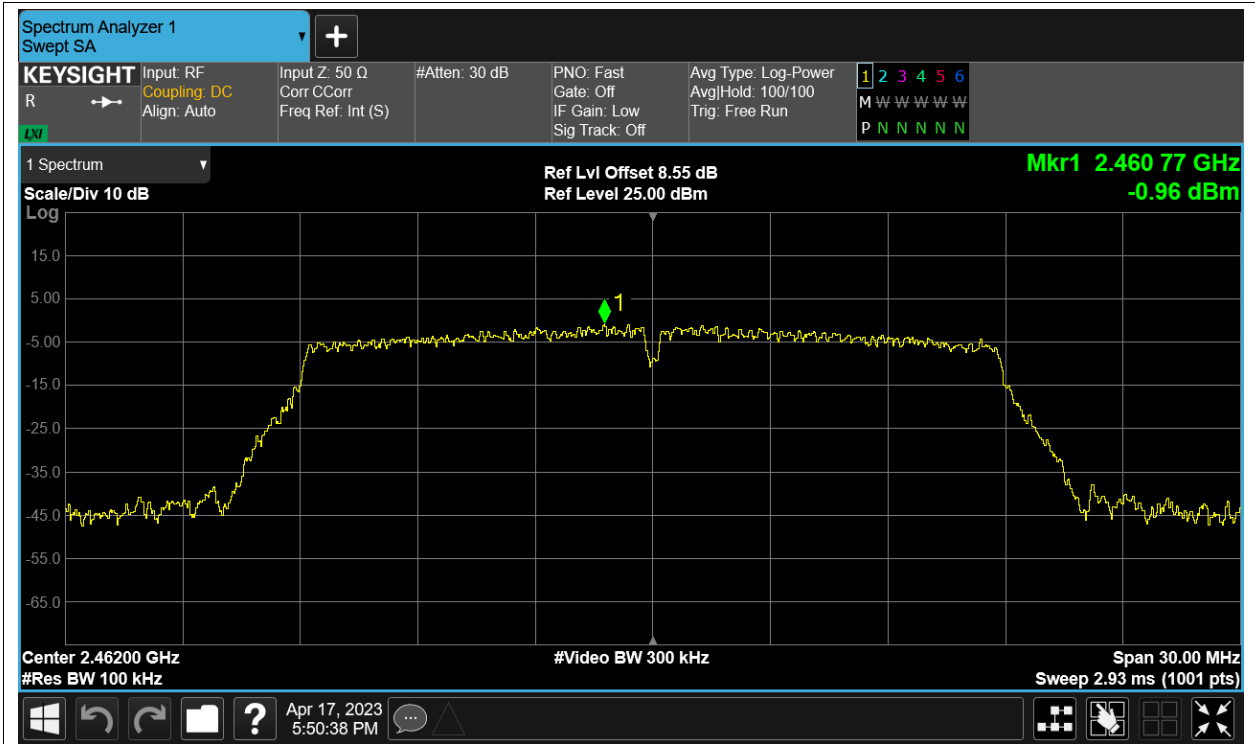 Spectrum Analyzer 1
Swept SA
+
KEYSIGHT
R
LXI
Input: RF
Coupling: DC
Align: Auto
Input Z: 50 Ω
Corr CCorr
Freq Ref: Int (S)
#Atten: 30 dB
PNO: Fast
Gate: Off
IF Gain: Low
Sig Track: Off
Avg Type: Log-Power
Avg|Hold: 100/100
Trig: Free Run
1 2 3 4 5 6
M W W W W W
P N N N N N
1 Spectrum
Scale/Div 10 dB
Log
Ref Lvl Offset 8.55 dB
Ref Level 25.00 dBm
Mkr1 2.460 77 GHz
-0.96 dBm
15.0
5.00
-5.00
-15.0
-25.0
-35.0
-45.0
-55.0
-65.0
1
Center 2.46200 GHz
#Res BW 100 kHz
#Video BW 300 kHz
Span 30.00 MHz
Sweep 2.93 ms (1001 pts)
?
Apr 17, 2023
5:50:38 PM